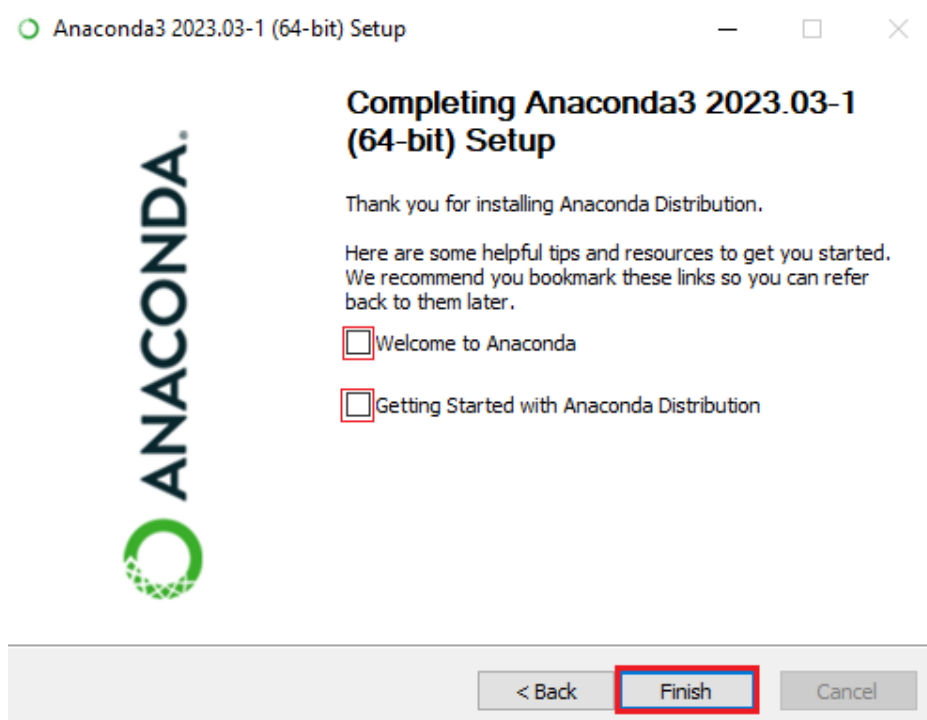 Anaconda3 2023.03-1 (64-bit) Setup
Completing Anaconda3 2023.03-1
(64-bit) Setup
ANACONDA.
Thank you for installing Anaconda Distribution.
Here are some helpful tips and resources to get you started.
We recommend you bookmark these links so you can refer
back to them later.
Welcome to Anaconda
Getting Started with Anaconda Distribution
< Back
Finish
Cancel